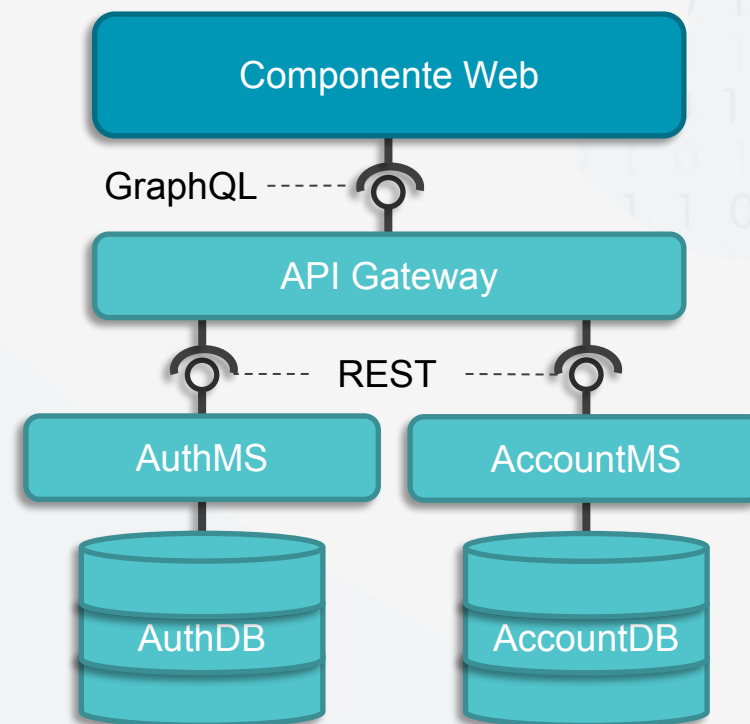 Componente Web
GraphQL
API Gateway
REST
AuthMS
AccountMS
AuthDB
AccountDB